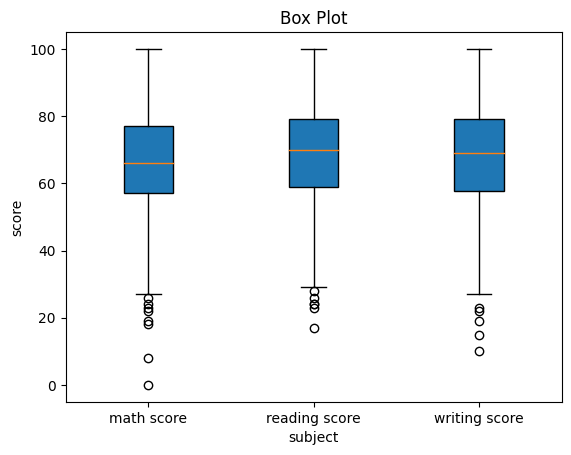 Box Plot
100
80
60
40
20
0
score
math score
reading score
writing score
subject